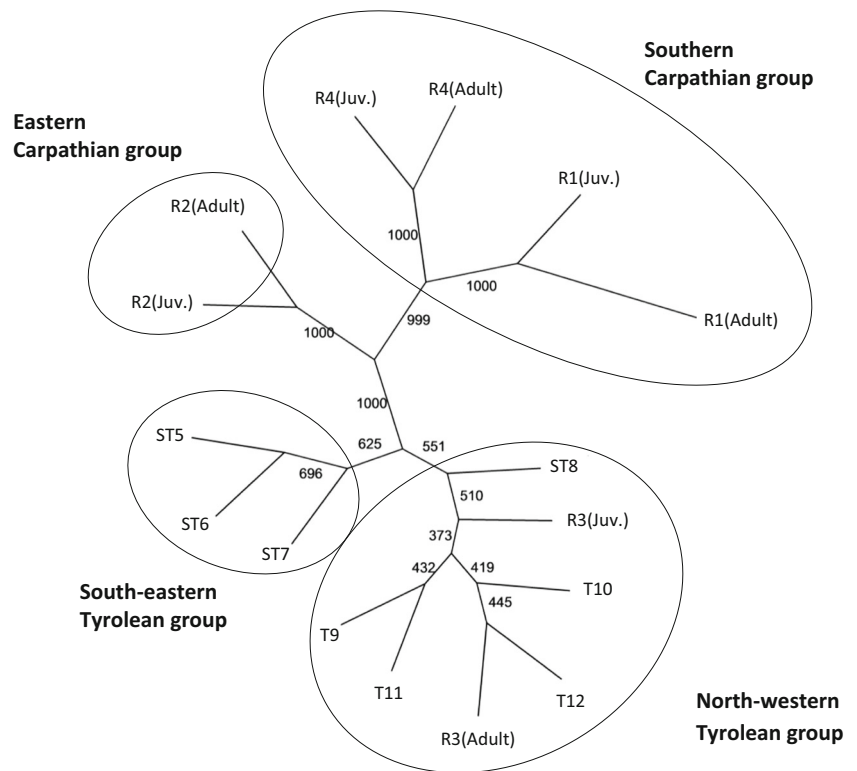 Southern
Carpathian group
R4(Juv.)
R4(Adult)
Eastern
Carpathian group
R1(Juv.)
R2(Adult)
1000
1000
R2(Juv.)
R1(Adult)
1000
999
1000
ST5
625
551
696
ST8
510
ST6
R3(Juv.)
ST7
373
432
419
South-eastern
Tyrolean group
T10
445
T9
T11
T12
North-western
Tyrolean group
R3(Adult)